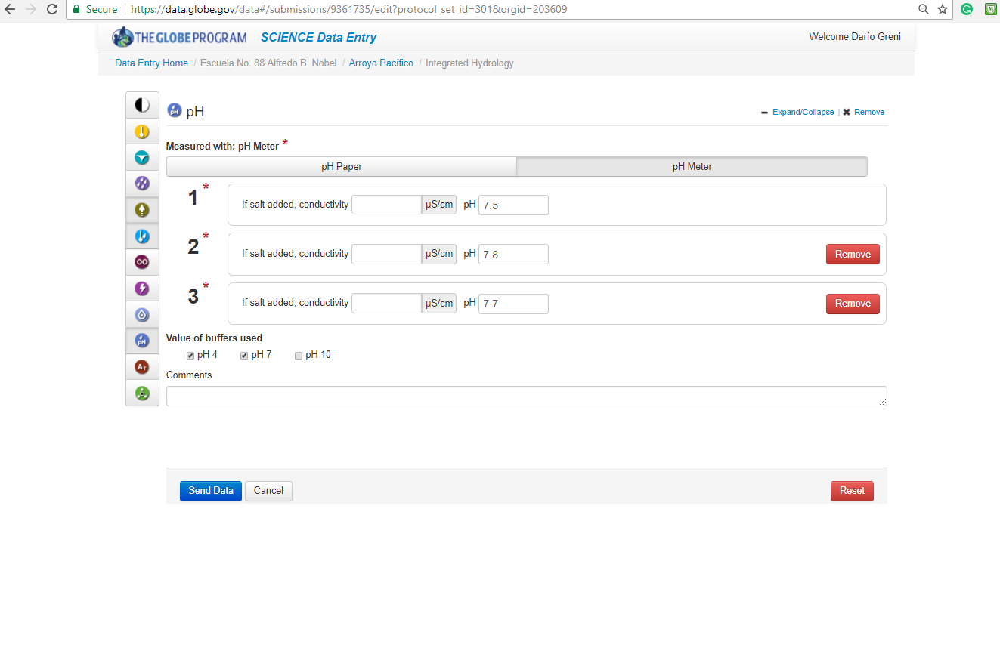 Secure https://data.globe.gov/data#/submissions/9361735/edit?protocol_set_id=301&orgid=203609
THE GLOBE PROGRAM SCIENCE Data Entry Welcome Darío Greni
Data Entry Home / Escuela No. 88 Alfredo B. Nobel / Arroyo Pacífico / Integrated Hydrology
pH pH Expand/Collapse | Remove
Measured with: pH Meter *
pH Paper pH Meter
1 * If salt added, conductivity µS/cm pH 7.5
2 * If salt added, conductivity µS/cm pH 7.8 Remove
3 * If salt added, conductivity µS/cm pH 7.7 Remove
Value of buffers used
pH pH 4 pH 7 pH 10
AT
Comments
Send Data Cancel Reset